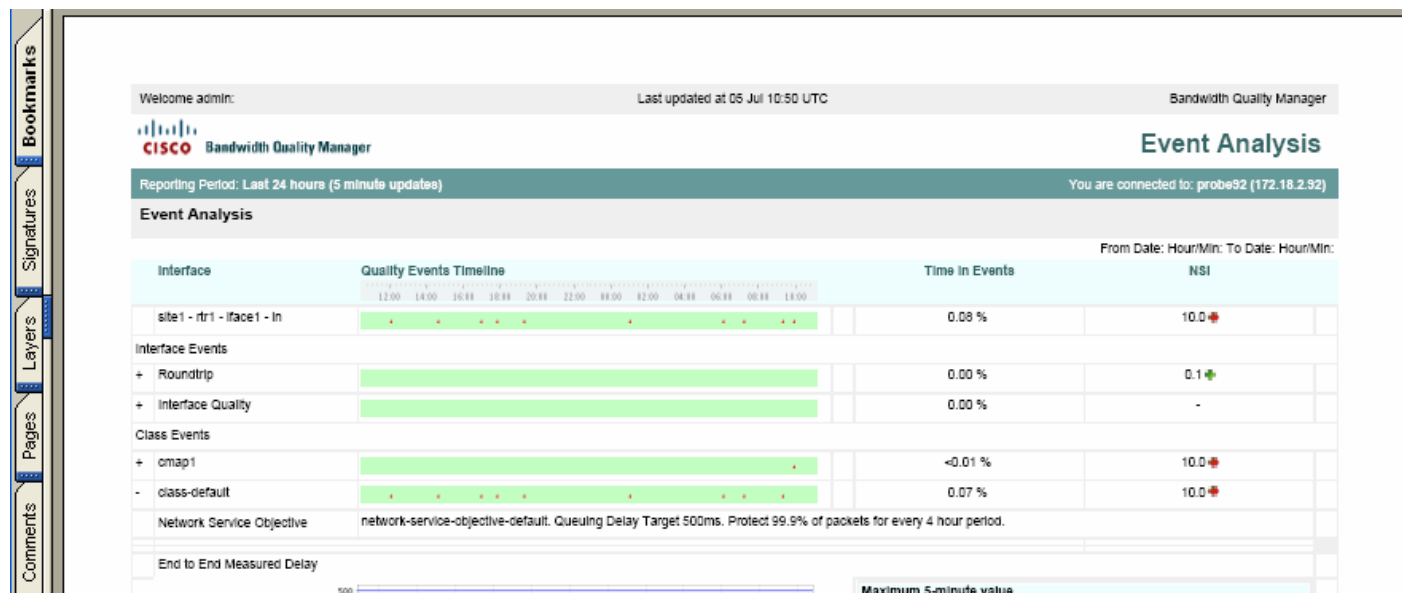 Bookmarks
Signatures
Layers
Pages
Comments
Welcome admin: Last updated at 05 Jul 10:50 UTC Bandwidth Quality Manager
CISCO Bandwidth Quality Manager Event Analysis
Reporting Period: Last 24 hours (5 minute updates) You are connected to: probe92 (172.18.2.92)
Event Analysis
From Date: Hour/Min: To Date: Hour/Min:
Interface Quality Events Timeline Time in Events NSI
12:00 14:00 16:00 18:00 20:00 22:00 00:00 02:00 04:00 06:00 08:00 10:00
site1 - rtr1 - iface1 - in 0.08 % 10.0
Interface Events
+ Roundtrip 0.00 % 0.1
+ Interface Quality 0.00 % -
Class Events
+ cmap1 <0.01 % 10.0
- class-default 0.07 % 10.0
Network Service Objective network-service-objective-default. Queuing Delay Target 500ms. Protect 99.9% of packets for every 4 hour period.
End to End Measured Delay
500 Maximum 5-minute value